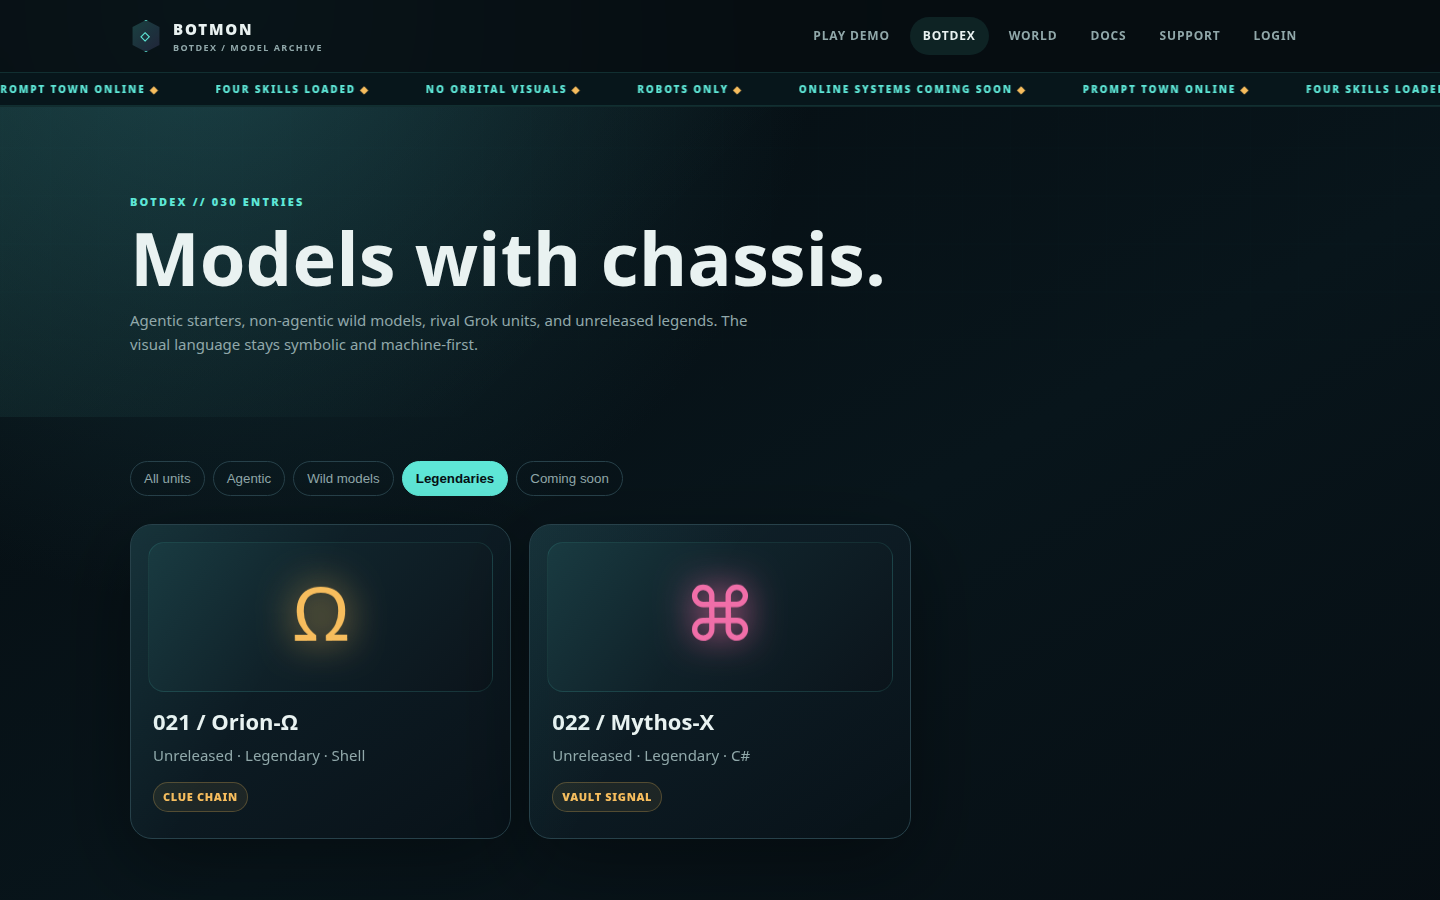 ◇
BOTMON
BOTDEX / MODEL ARCHIVE
PLAY DEMO BOTDEX WORLD DOCS SUPPORT LOGIN
ROMPT TOWN ONLINE ◆ FOUR SKILLS LOADED ◆ NO ORBITAL VISUALS ◆ ROBOTS ONLY ◆ ONLINE SYSTEMS COMING SOON ◆ PROMPT TOWN ONLINE ◆ FOUR SKILLS LOADED
BOTDEX // 030 ENTRIES
Models with chassis.
Agentic starters, non-agentic wild models, rival Grok units, and unreleased legends. The
visual language stays symbolic and machine-first.
All units Agentic Wild models Legendaries Coming soon
Ω
021 / Orion-Ω
Unreleased · Legendary · Shell
CLUE CHAIN
⌘
022 / Mythos-X
Unreleased · Legendary · C#
VAULT SIGNAL